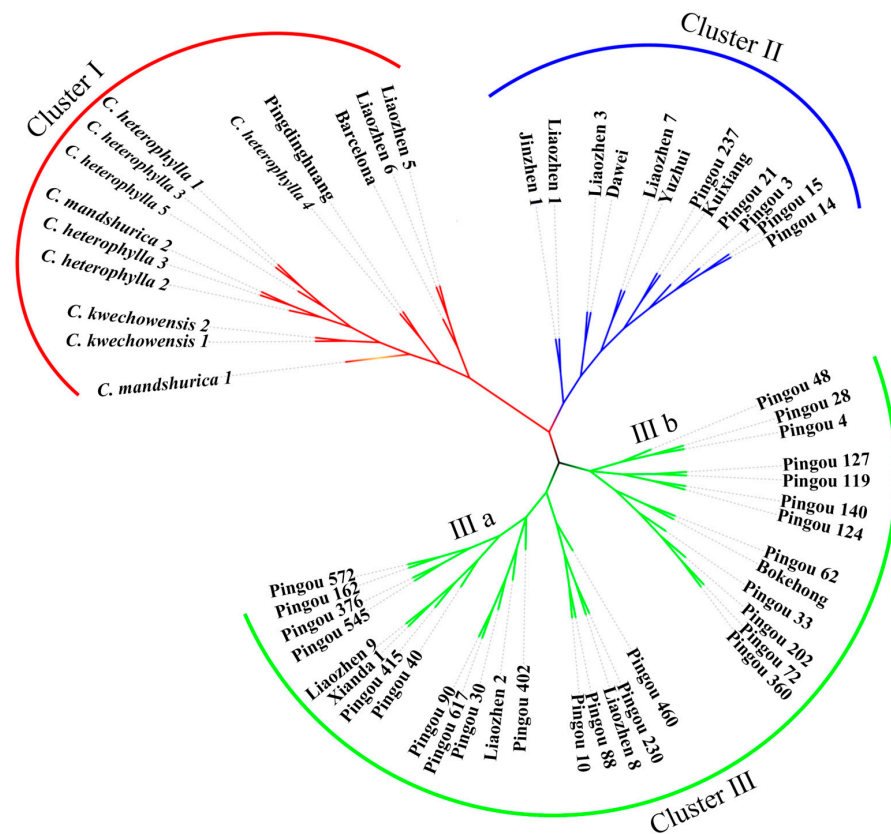 Cluster I
C. heterophylla 1
C. heterophylla 3
C. heterophylla 5
C. mandshurica 2
C. heterophylla 3
C. heterophylla 2
C. kwechowensis 2
C. kwechowensis 1
C. mandshurica 1
C. heterophylla 4
Pingdinghuang
Barcelona
Liaozhen 6
Liaozhen 5
Cluster II
Jinzhen 1
Liaozhen 1
Liaozhen 3
Dawei
Liaozhen 7
Yuzhui
Pingou 237
Kuixiang
Pingou 21
Pingou 3
Pingou 15
Pingou 14
III b
Pingou 48
Pingou 28
Pingou 4
Pingou 127
Pingou 119
Pingou 140
Pingou 124
Pingou 62
Bokehong
Pingou 33
Pingou 202
Pingou 72
Pingou 360
III a
Pingou 572
Pingou 162
Pingou 376
Pingou 545
Liaozhen 9
Xianda 1
Pingou 415
Pingou 40
Pingou 90
Pingou 617
Pingou 30
Liaozhen 2
Pingou 402
Pingou 10
Pingou 88
Liaozhen 8
Pingou 230
Pingou 460
Cluster III